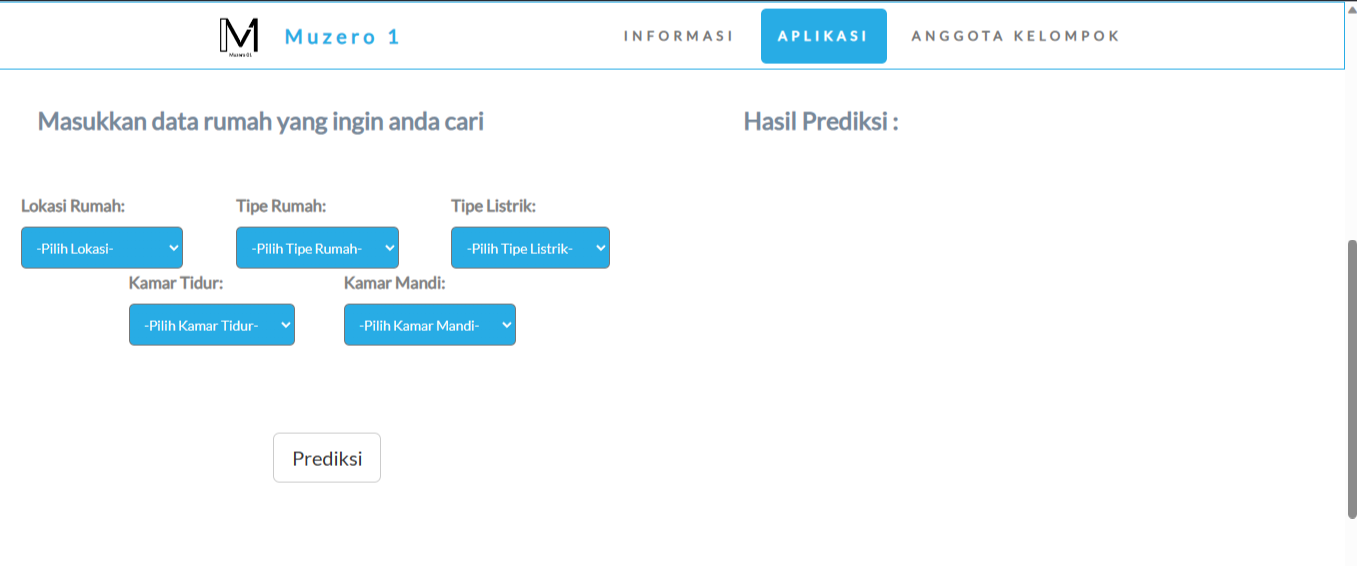 Muzero 01
Muzero 1
INFORMASI
APLIKASI
ANGGOTA KELOMPOK
Masukkan data rumah yang ingin anda cari
Hasil Prediksi :
Lokasi Rumah:
Tipe Rumah:
Tipe Listrik:
-Pilih Lokasi-
-Pilih Tipe Rumah-
-Pilih Tipe Listrik-
Kamar Tidur:
Kamar Mandi:
-Pilih Kamar Tidur-
-Pilih Kamar Mandi-
Prediksi